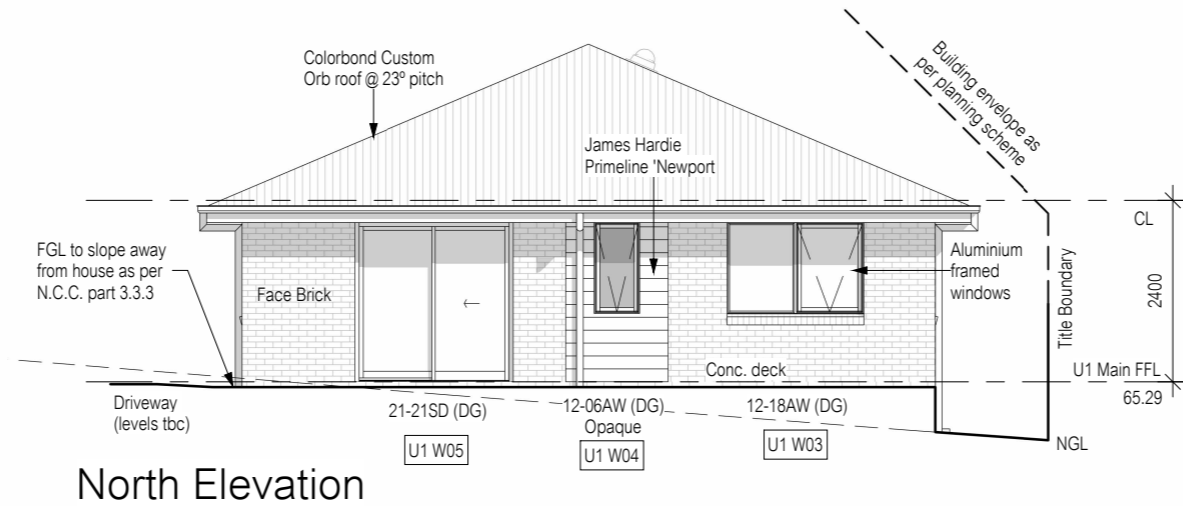 Colorbond Custom
Orb roof @ 23º pitch
Building envelope as
per planning scheme
James Hardie
Primeline 'Newport
CL
FGL to slope away
from house as per
N.C.C. part 3.3.3
Face Brick
Aluminium
framed
windows
2400
Title Boundary
Conc. deck
U1 Main FFL
65.29
Driveway
(levels tbc)
21-21SD (DG)
12-06AW (DG)
Opaque
12-18AW (DG)
U1 W05
U1 W04
U1 W03
NGL
North Elevation